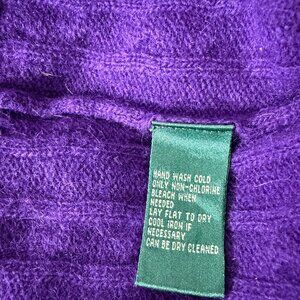 HAND WASH COLD
ONLY NON-CHLORINE
BLEACH WHEN
NEEDED
LAY FLAT TO DRY
COOL IRON IF
NECESSARY
CAN BE DRY CLEANED